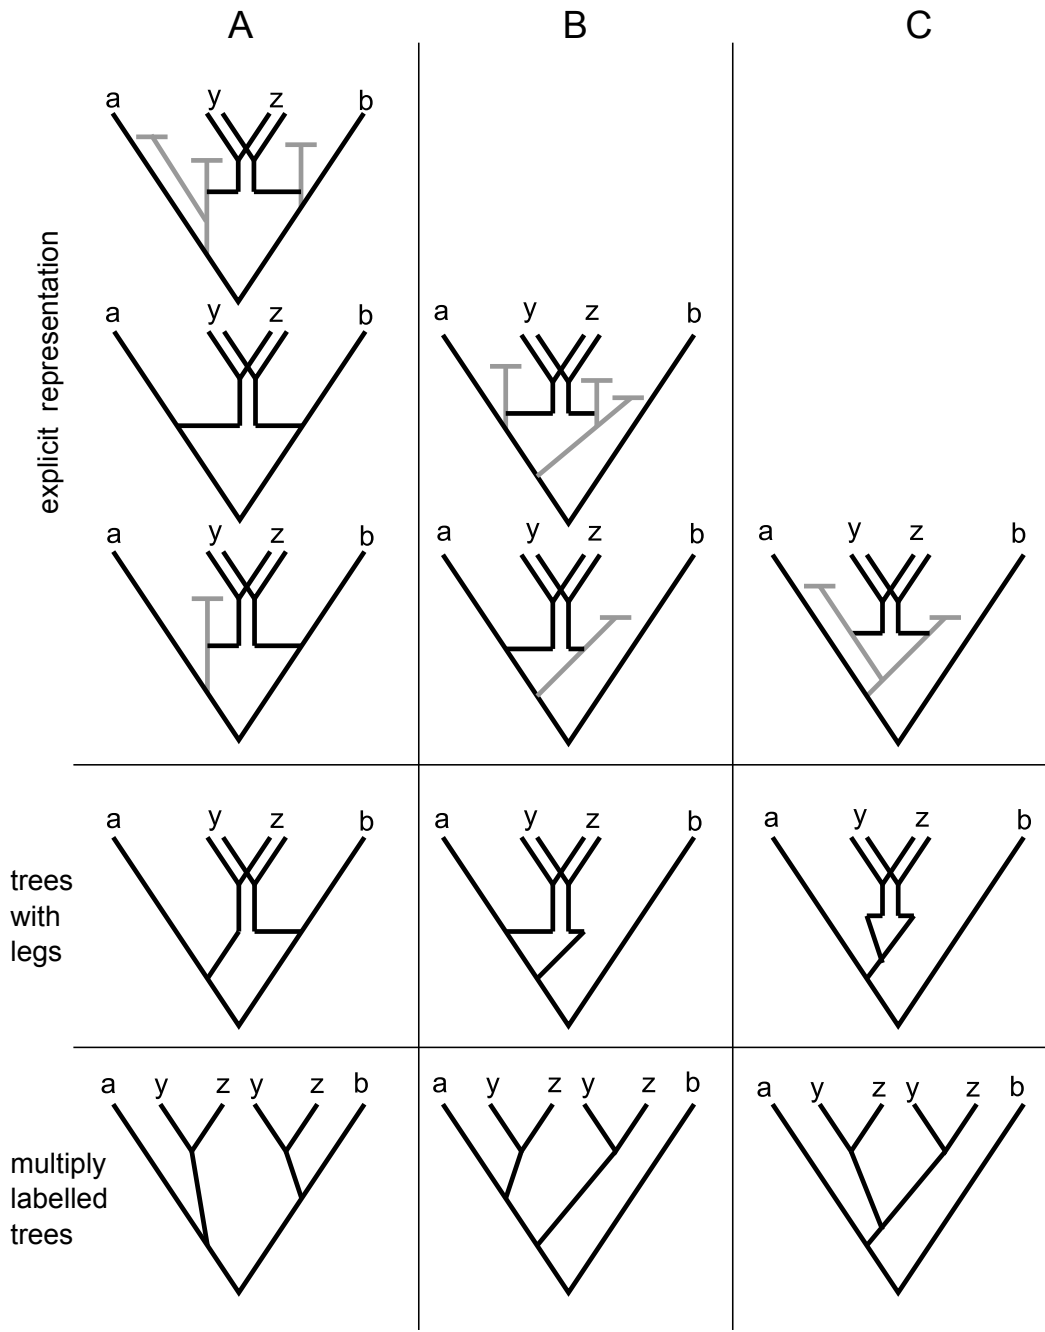 A B C
a y z b
explicit representation
a y z b
a y z b
a y z b
a y z b
a y z b
trees
with
legs
a y z b
a y z b
a y z b
multiply
labelled
trees
a y z y z b
a y z y z b
a y z y z b